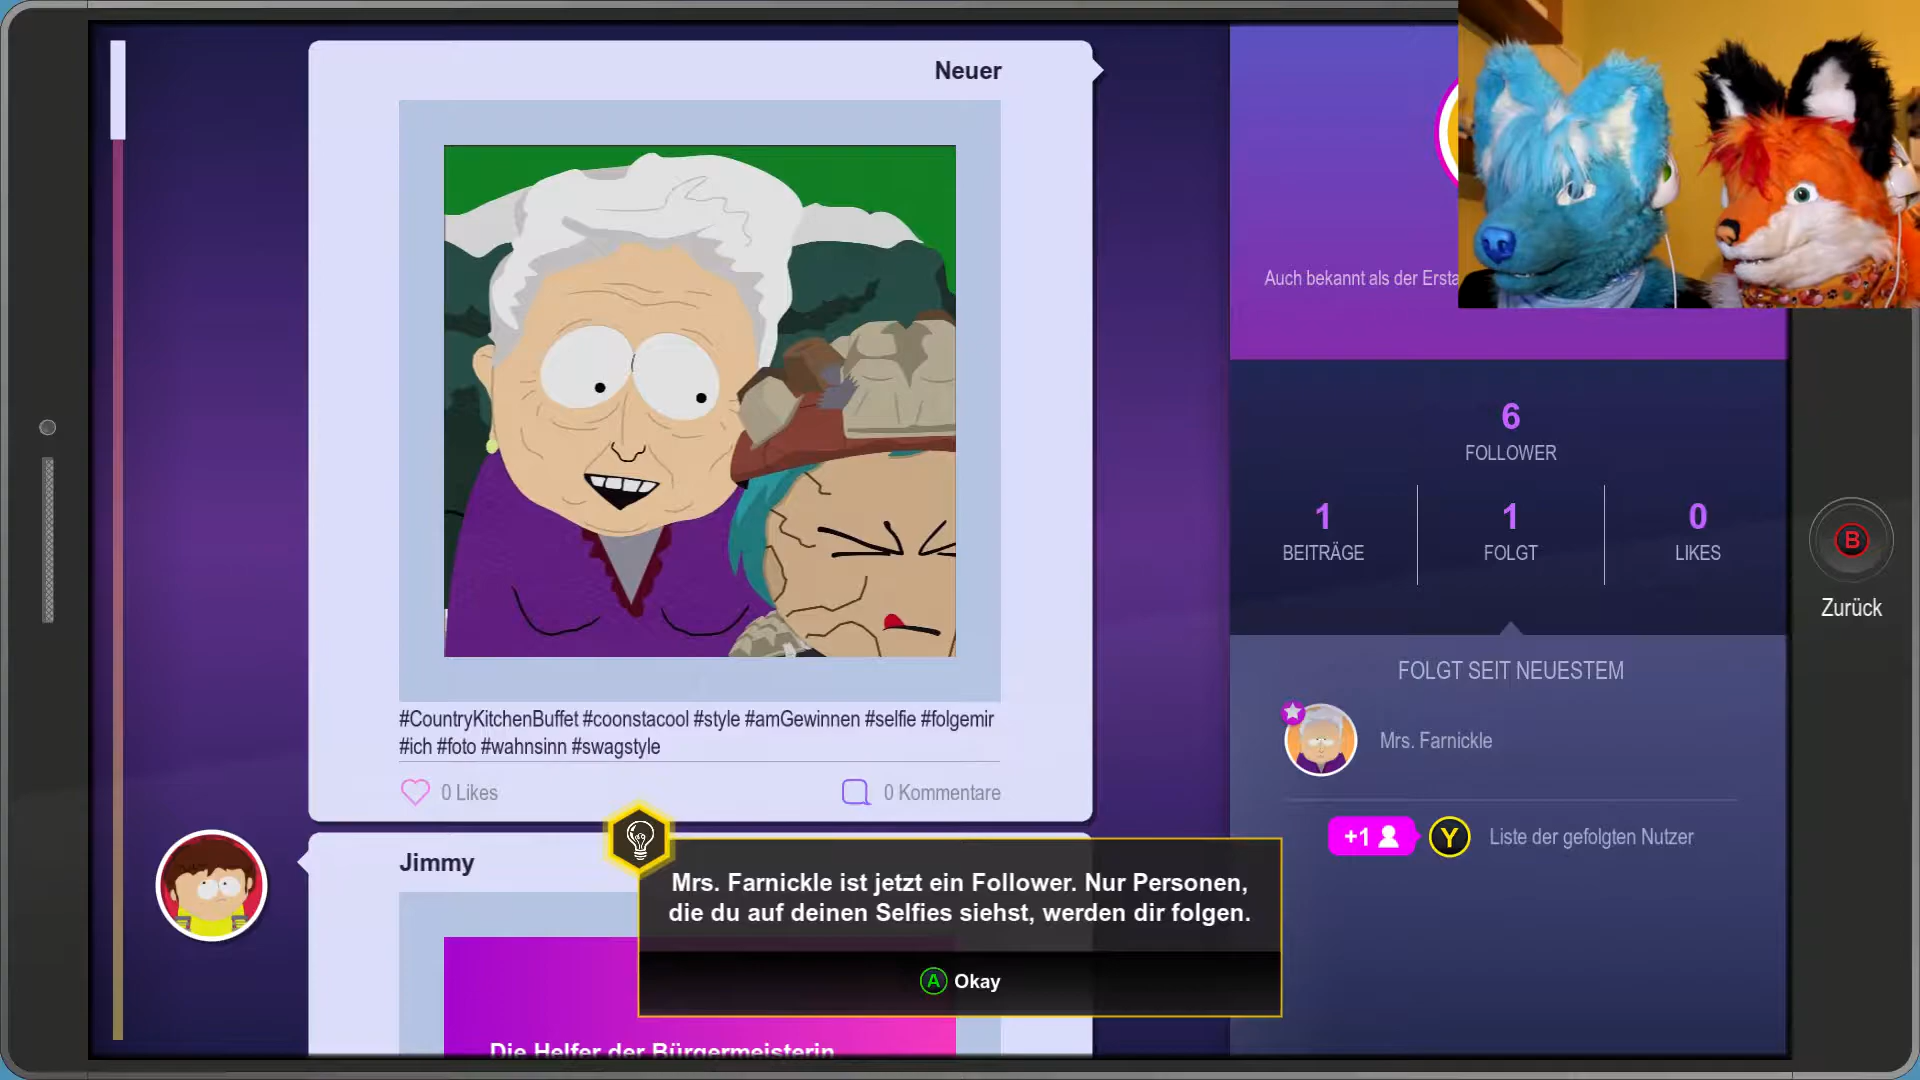 Neuer
Auch bekannt als der Ersta
6
FOLLOWER
1
BEITRÄGE
1
FOLGT
0
LIKES
B
Zurück
FOLGT SEIT NEUESTEM
Mrs. Farnickle
+1
Y
Liste der gefolgten Nutzer
#CountryKitchenBuffet #coonstacool #style #amGewinnen #selfie #folgemir
#ich #foto #wahnsinn #swagstyle
0 Likes
0 Kommentare
Jimmy
Mrs. Farnickle ist jetzt ein Follower. Nur Personen,
die du auf deinen Selfies siehst, werden dir folgen.
A Okay
Die Helfer der Bürgermeisterin